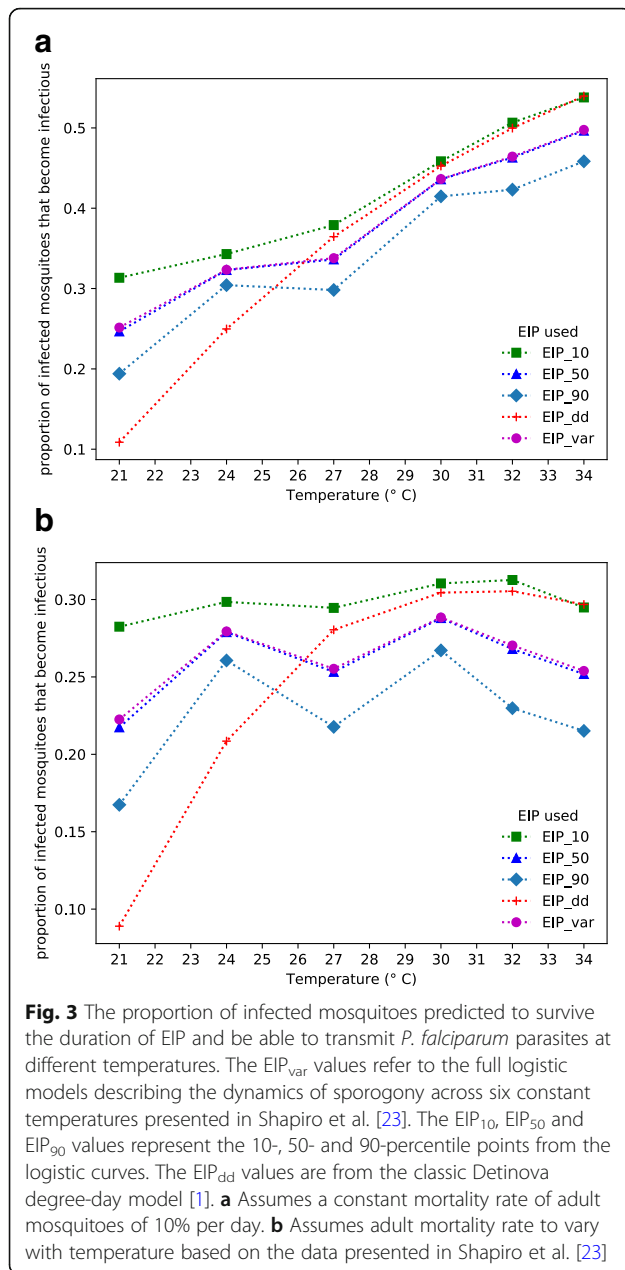 a
proportion of infected mosquitoes that become infectious
0.5
0.4
0.3
0.2
0.1
EIP used
EIP_10
EIP_50
EIP_90
EIP_dd
EIP_var
21 22 23 24 25 26 27 28 29 30 31 32 33 34
Temperature (° C)
b
proportion of infected mosquitoes that become infectious
0.30
0.25
0.20
0.15
0.10
EIP used
EIP_10
EIP_50
EIP_90
EIP_dd
EIP_var
21 22 23 24 25 26 27 28 29 30 31 32 33 34
Temperature (° C)
Fig. 3 The proportion of infected mosquitoes predicted to survive
the duration of EIP and be able to transmit P. falciparum parasites at
different temperatures. The EIPvar values refer to the full logistic
models describing the dynamics of sporogony across six constant
temperatures presented in Shapiro et al. [23]. The EIP10, EIP50 and
EIP90 values represent the 10-, 50- and 90-percentile points from the
logistic curves. The EIPdd values are from the classic Detinova
degree-day model [1]. a Assumes a constant mortality rate of adult
mosquitoes of 10% per day. b Assumes adult mortality rate to vary
with temperature based on the data presented in Shapiro et al. [23]